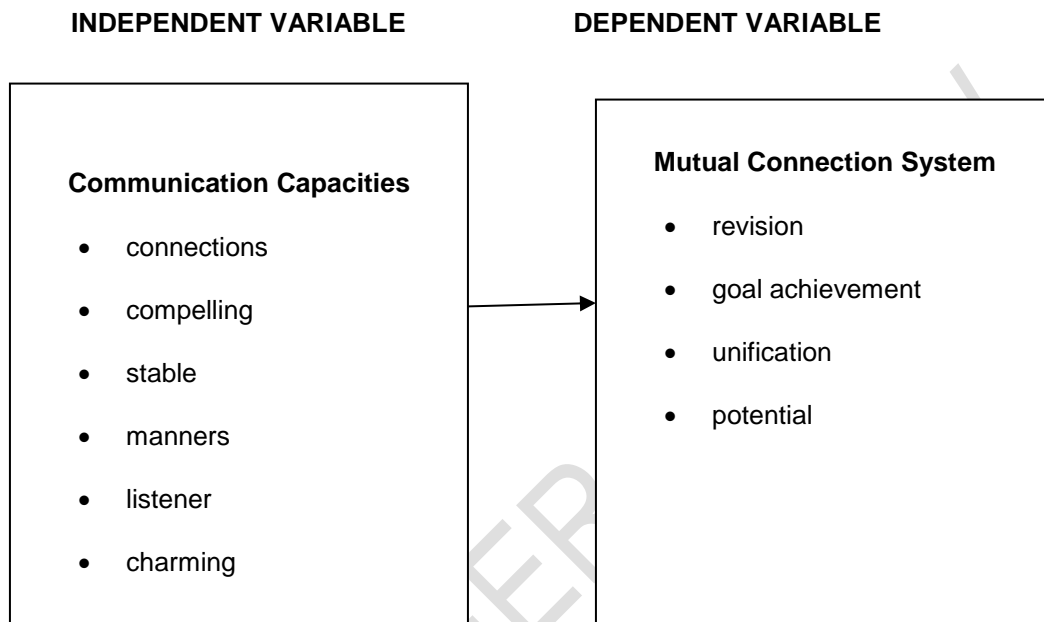 INDEPENDENT VARIABLE
DEPENDENT VARIABLE
Communication Capacities
• connections
• compelling
• stable
• manners
• listener
• charming
Mutual Connection System
• revision
• goal achievement
• unification
• potential